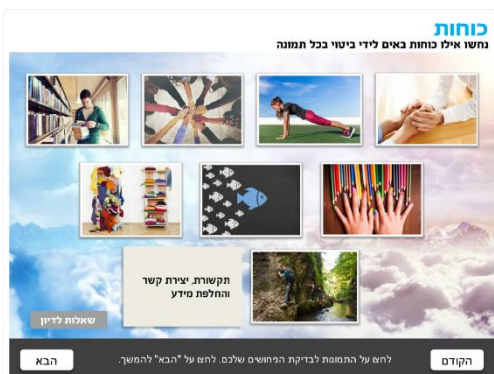 כוחות
נחשו אילו כוחות באים לידי ביטוי בכל תמונה
תקשורת, יצירת קשר
והחלפת מידע
שאלות לדיון
הקודם
לחצו על התמונות לבדיקת הניחושים שלכם. לחצו על "הבא" להמשך.
הבא